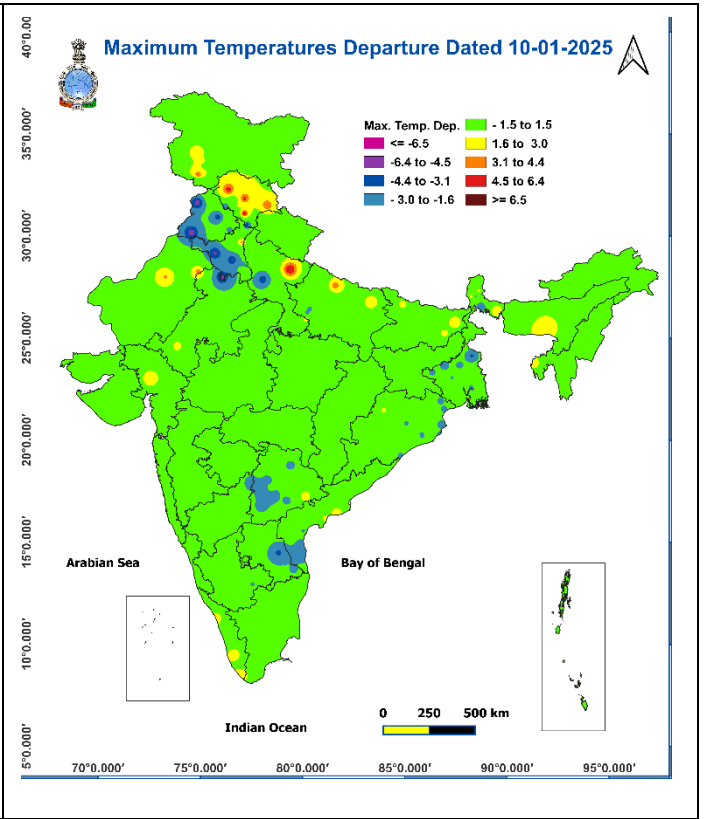 Maximum Temperatures Departure Dated 10-01-2025
Max. Temp. Dep.
<= -6.5
-6.4 to -4.5
-4.4 to -3.1
- 3.0 to -1.6
- 1.5 to 1.5
1.6 to 3.0
3.1 to 4.4
4.5 to 6.4
>= 6.5
40°0.00
35°0.000'
30°0.000'
25°0.000'
20°0.000'
15°0.000'
10°0.000'
5°0.000'
Arabian Sea
Bay of Bengal
Indian Ocean
0 250 500 km
70°0.000' 75°0.000' 80°0.000' 85°0.000' 90°0.000' 95°0.000'